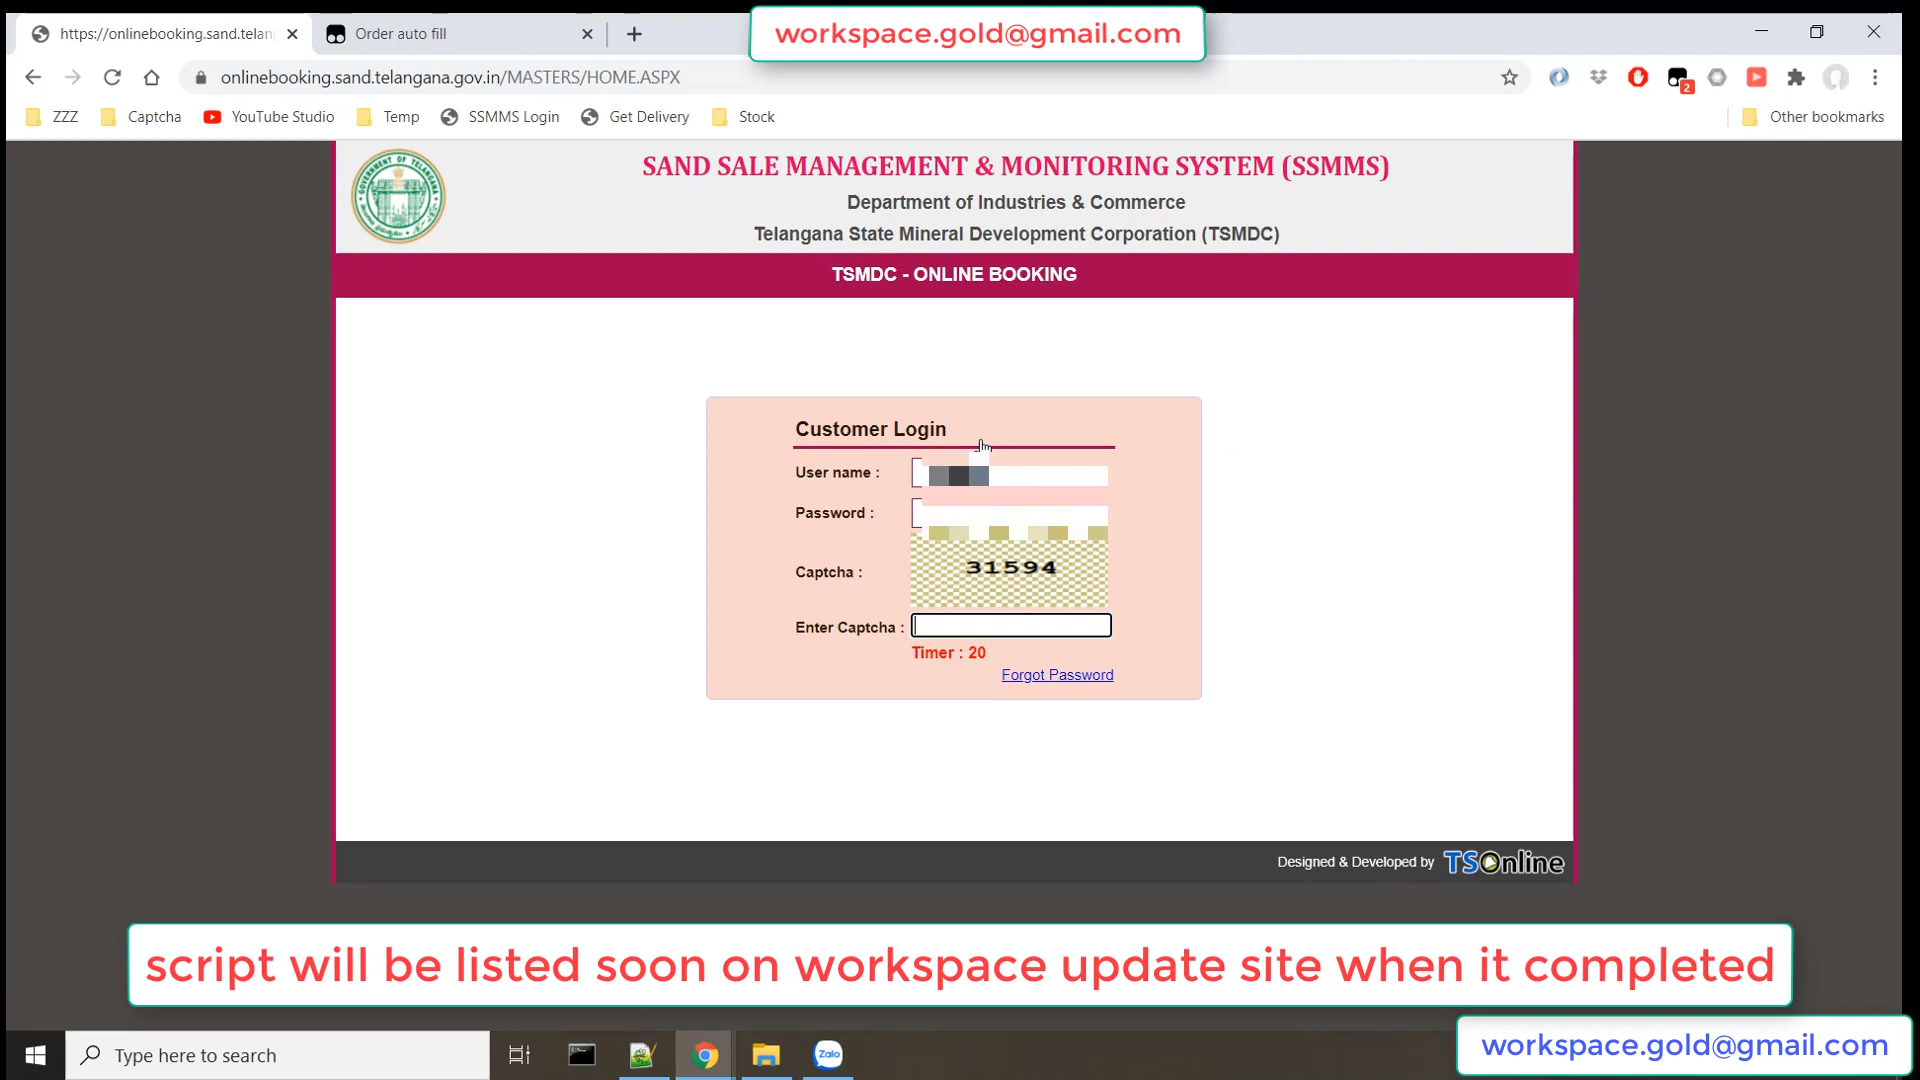 https://onlinebooking.sand.telan
Order auto fill
workspace.gold@gmail.com
onlinebooking.sand.telangana.gov.in/MASTERS/HOME.ASPX
2
ZZZ
Captcha
YouTube Studio
Temp
SSMMS Login
Get Delivery
Stock
Other bookmarks
SAND SALE MANAGEMENT & MONITORING SYSTEM (SSMMS)
Department of Industries & Commerce
Telangana State Mineral Development Corporation (TSMDC)
TSMDC - ONLINE BOOKING
Customer Login
User name :
Password :
Captcha :
31594
Enter Captcha :
Timer : 20
Forgot Password
Designed & Developed by TSOnline
script will be listed soon on workspace update site when it completed
Type here to search
Zalo
workspace.gold@gmail.com